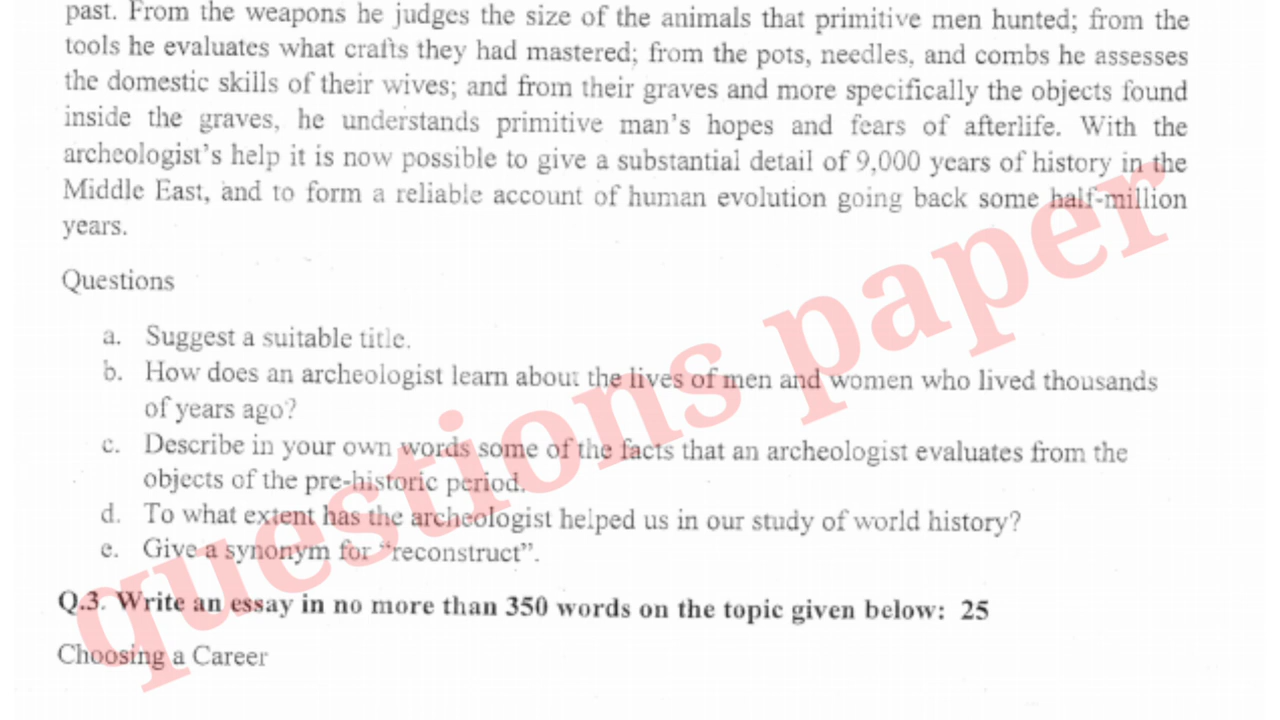 past. From the weapons he judges the size of the animals that primitive men hunted; from the
tools he evaluates what crafts they had mastered; from the pots, needles, and combs he assesses
the domestic skills of their wives; and from their graves and more specifically the objects found
inside the graves, he understands primitive man's hopes and fears of afterlife. With the
archeologist's help it is now possible to give a substantial detail of 9,000 years of history in the
Middle East, and to form a reliable account of human evolution going back some half-million
years.
Questions
a. Suggest a suitable title.
b. How does an archeologist learn about the lives of men and women who lived thousands
of years ago?
c. Describe in your own words some of the facts that an archeologist evaluates from the
objects of the pre-historic period.
d. To what extent has the archeologist helped us in our study of world history?
e. Give a synonym for “reconstruct”.
Q.3. Write an essay in no more than 350 words on the topic given below: 25
Choosing a Career
questions paper